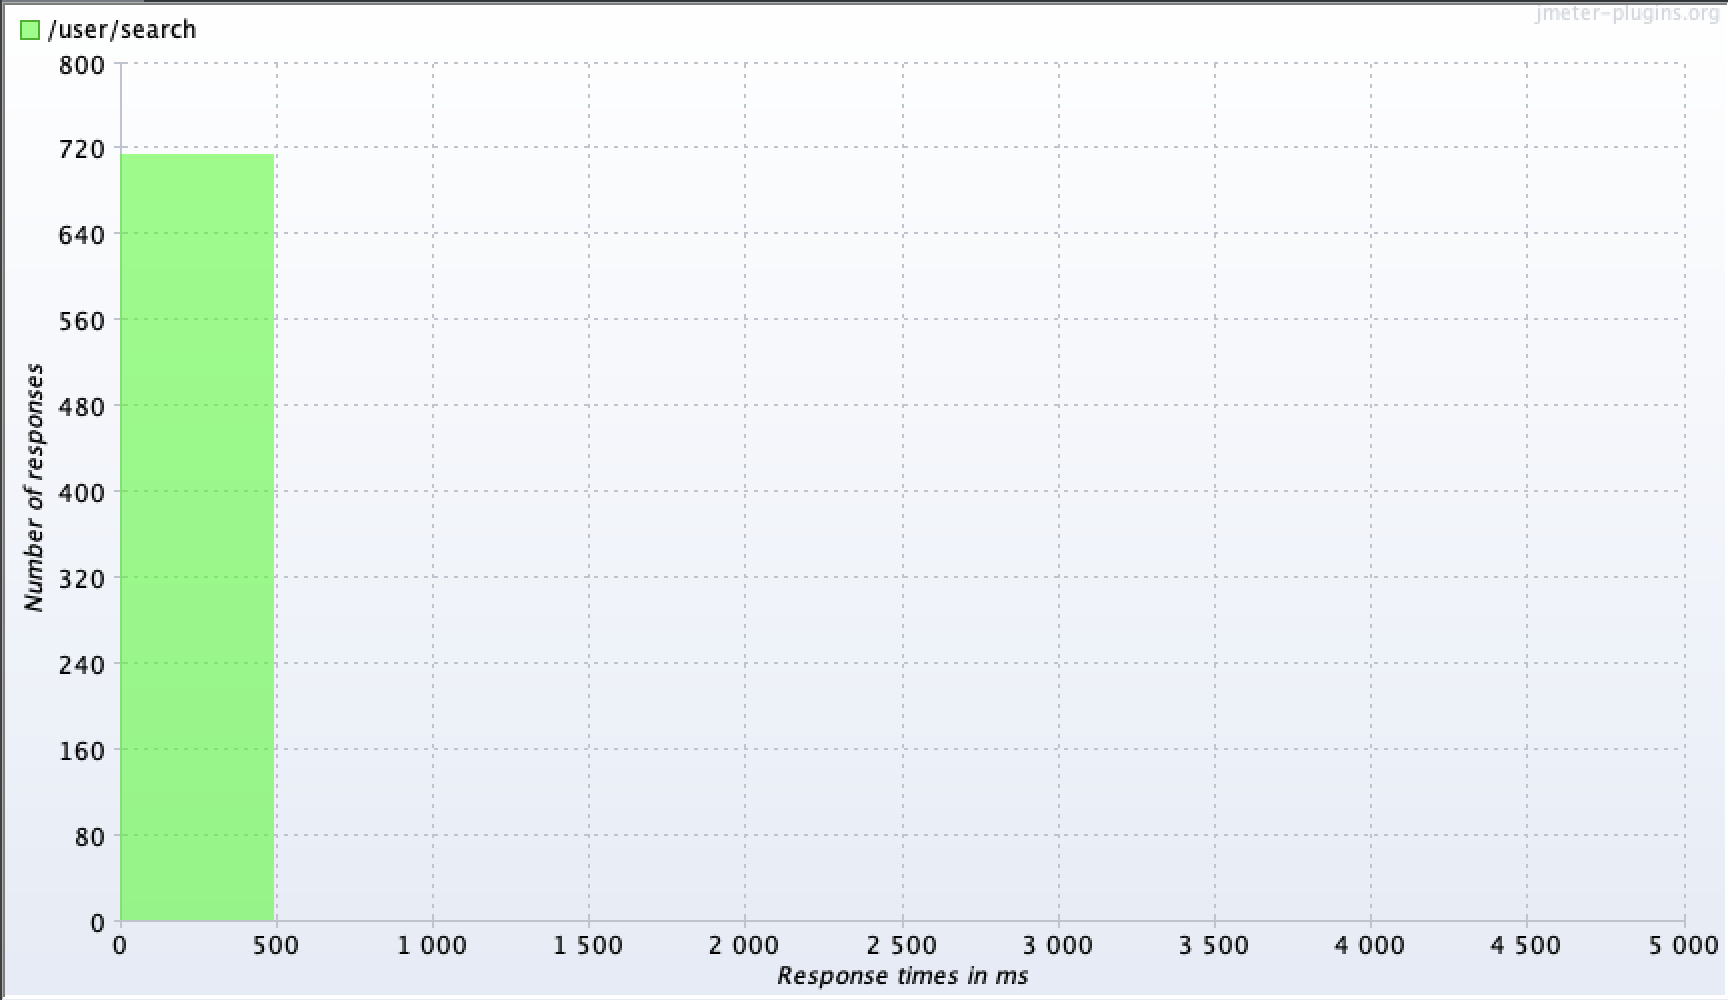 jmeter-plugins.org
/user/search
800
720
640
560
480
400
320
240
160
80
0
Number of responses
0 500 1 000 1 500 2 000 2 500 3 000 3 500 4 000 4 500 5 000
Response times in ms